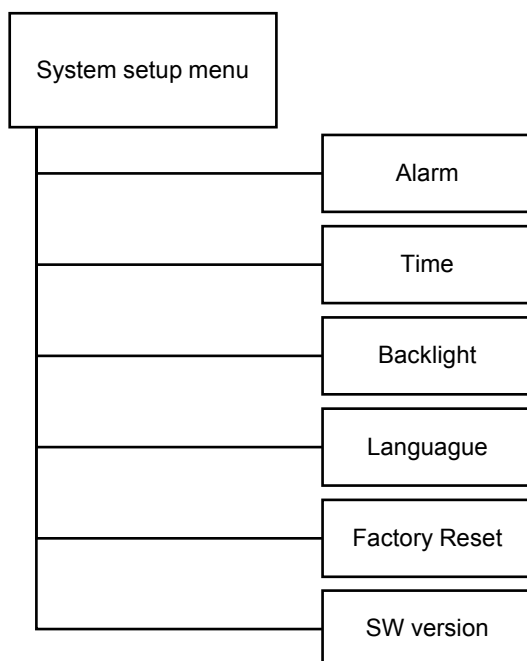 System setup menu
Alarm
Time
Backlight
Languague
Factory Reset
SW version